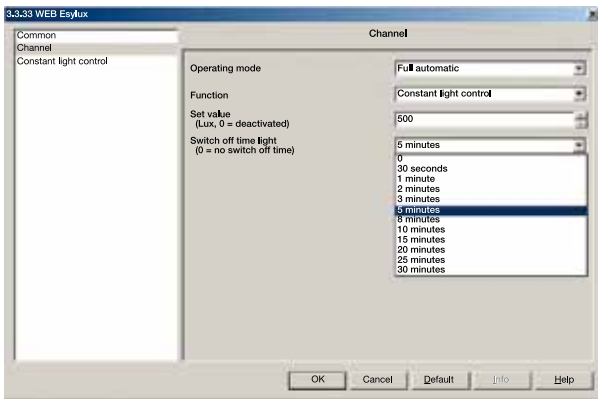 3.3.33 WEB Esylux
Common
Channel
Constant light control
Channel
Operating mode
Full automatic
Function
Constant light control
Set value
(Lux, 0 = deactivated)
500
Switch off time light
(0 = no switch off time)
5 minutes
0
30 seconds
1 minute
2 minutes
3 minutes
5 minutes
8 minutes
10 minutes
15 minutes
20 minutes
25 minutes
30 minutes
OK
Cancel
Default
Info
Help